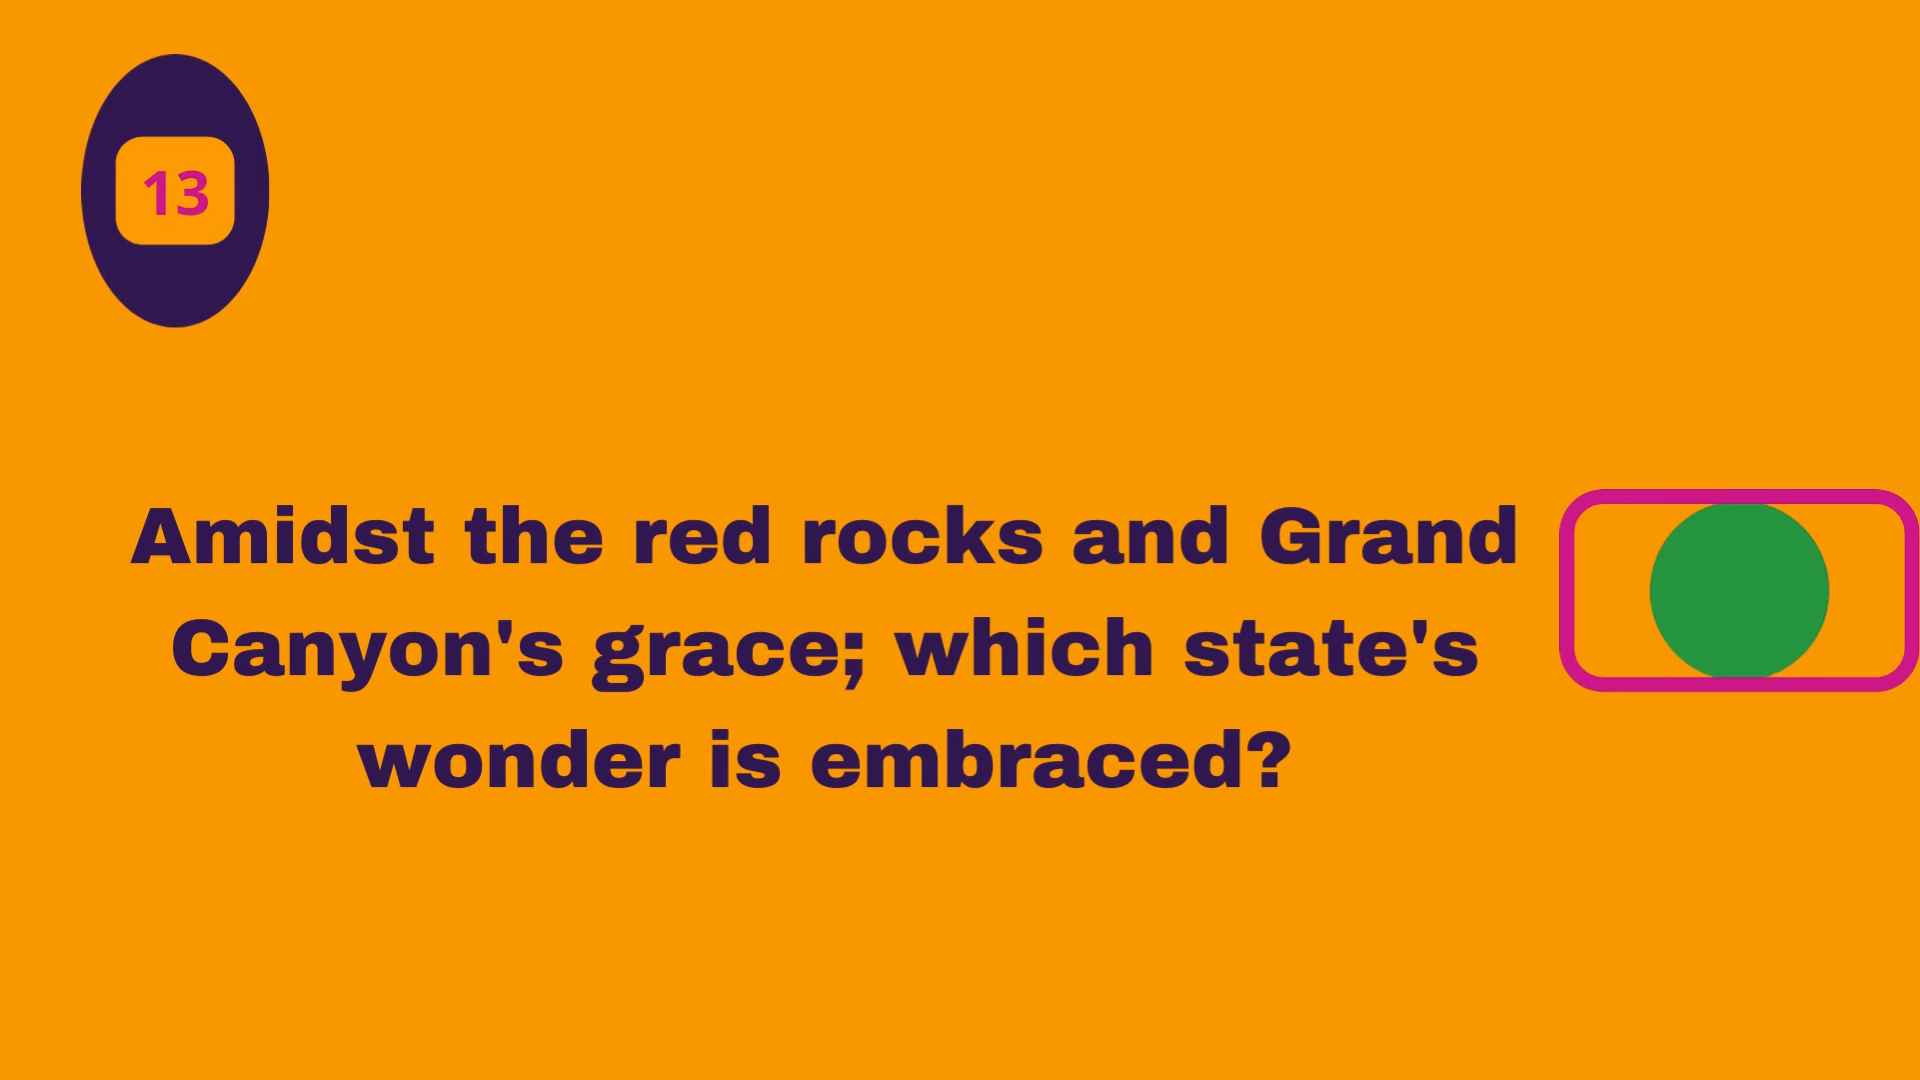 13
Amidst the red rocks and Grand
Canyon's grace; which state's
wonder is embraced?